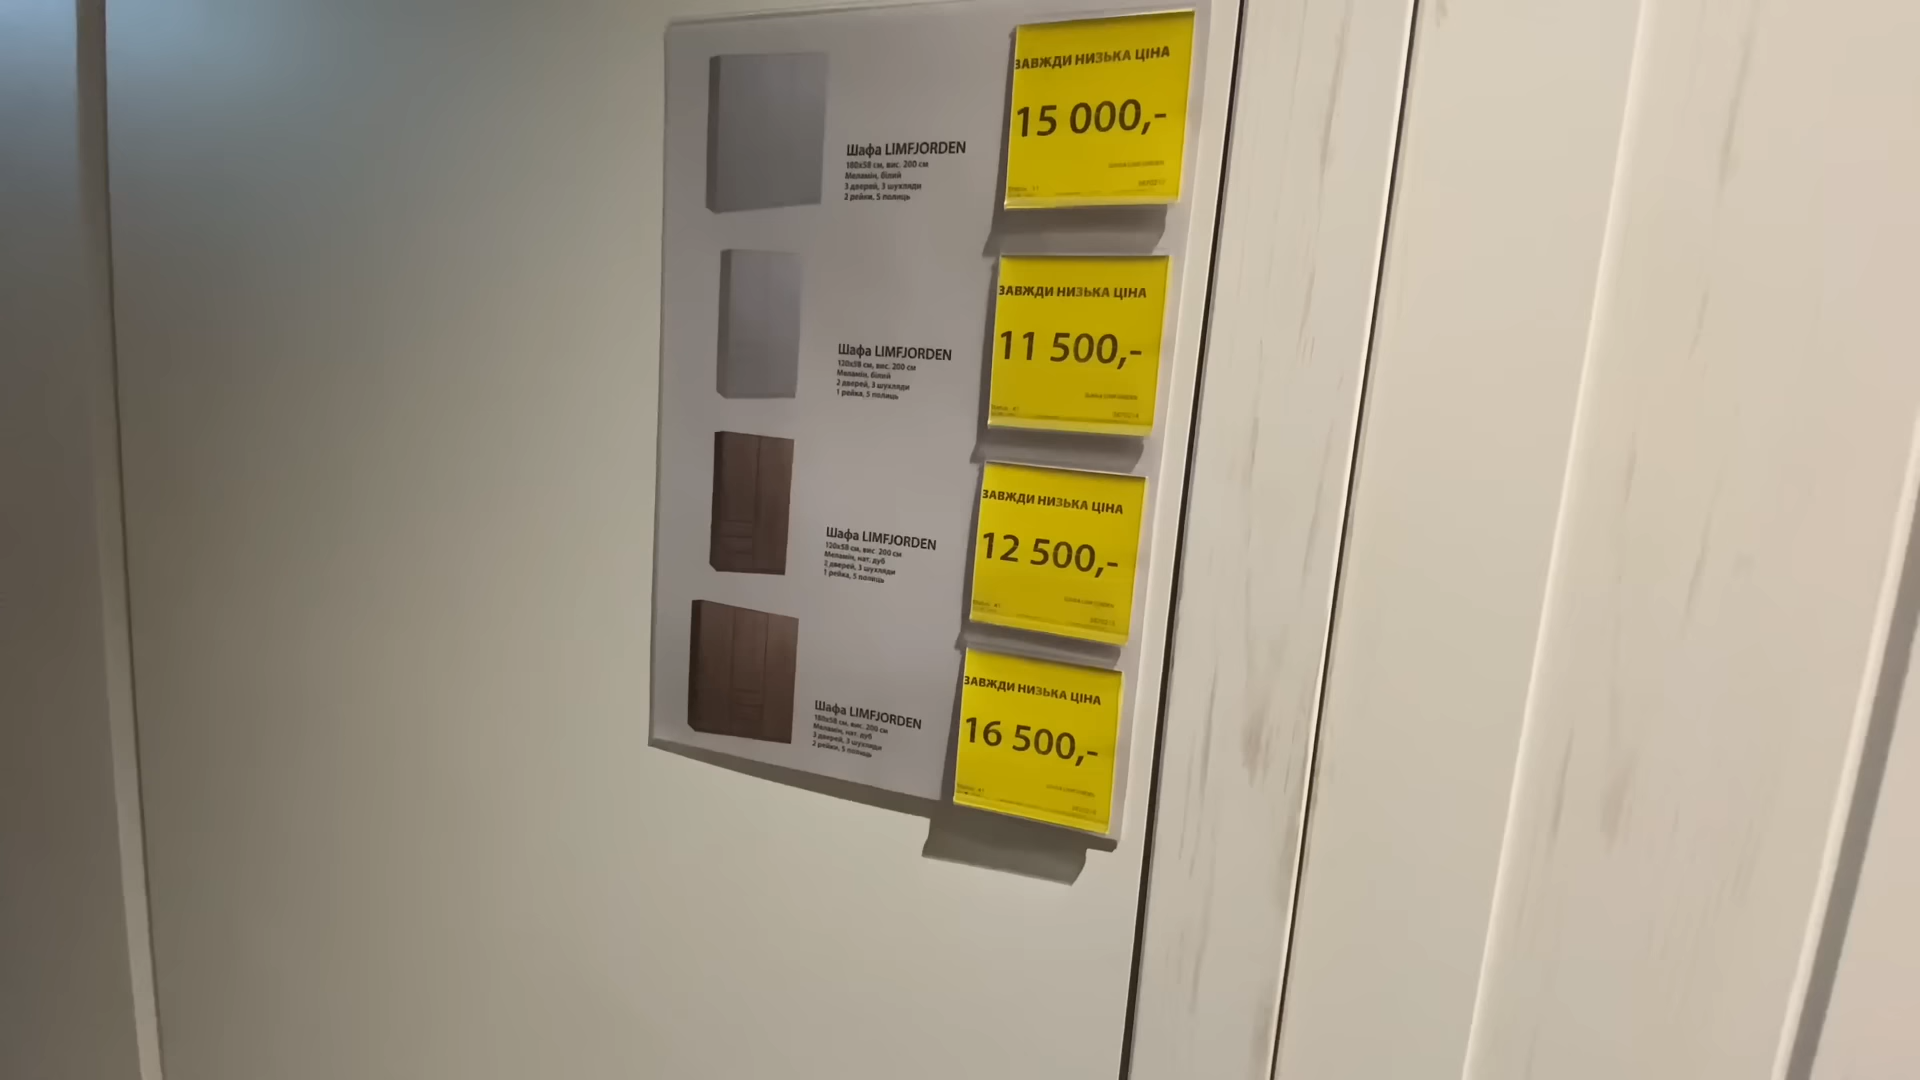 Шафа LIMFJORDEN
180x58 см, вис. 200 см
Меламін, білий
3 дверей, 3 шухляди
2 рейки, 5 полиць
ЗАВЖДИ НИЗЬКА ЦІНА
15 000,-
Шафа LIMFJORDEN
120x58 см, вис. 200 см
Меламін, білий
2 дверей, 3 шухляди
1 рейка, 5 полиць
ЗАВЖДИ НИЗЬКА ЦІНА
11 500,-
Шафа LIMFJORDEN
120x58 см, вис. 200 см
Меламін, нат. дуб
2 дверей, 3 шухляди
1 рейка, 5 полиць
ЗАВЖДИ НИЗЬКА ЦІНА
12 500,-
Шафа LIMFJORDEN
180x58 см, вис. 200 см
Меламін, нат. дуб
3 дверей, 3 шухляди
2 рейки, 5 полиць
ЗАВЖДИ НИЗЬКА ЦІНА
16 500,-